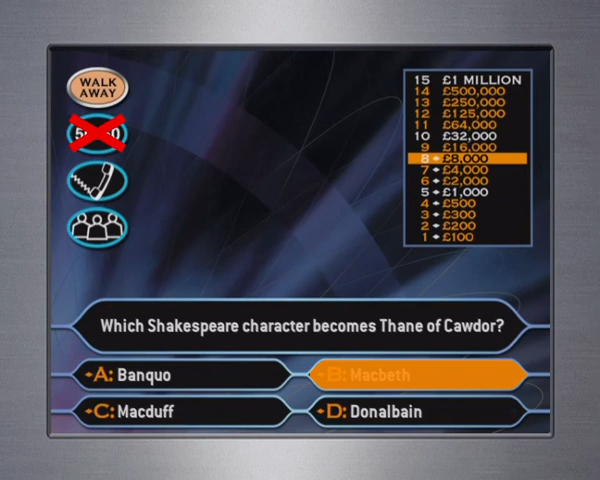 WALK
AWAY
50:50
15 £1 MILLION
14 £500,000
13 £250,000
12 £125,000
11 £64,000
10 £32,000
9 £16,000
8 £8,000
7 £4,000
6 £2,000
5 £1,000
4 £500
3 £300
2 £200
1 £100
Which Shakespeare character becomes Thane of Cawdor?
A: Banquo
B: Macbeth
C: Macduff
D: Donalbain